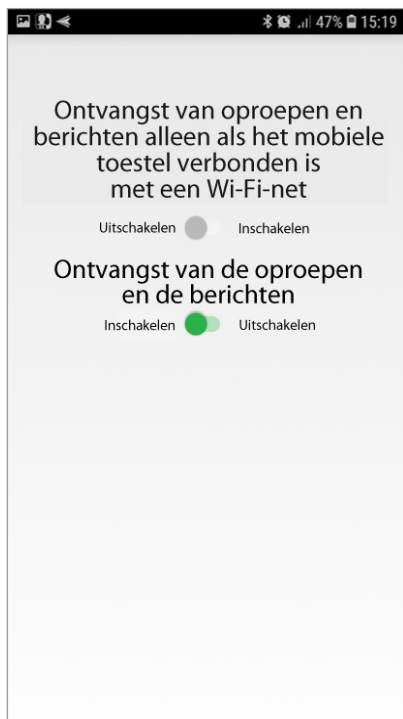 47% 15:19
Ontvangst van oproepen en
berichten alleen als het mobiele
toestel verbonden is
met een Wi-Fi-net
Uitschakelen Inschakelen
Ontvangst van de oproepen
en de berichten
Inschakelen Uitschakelen